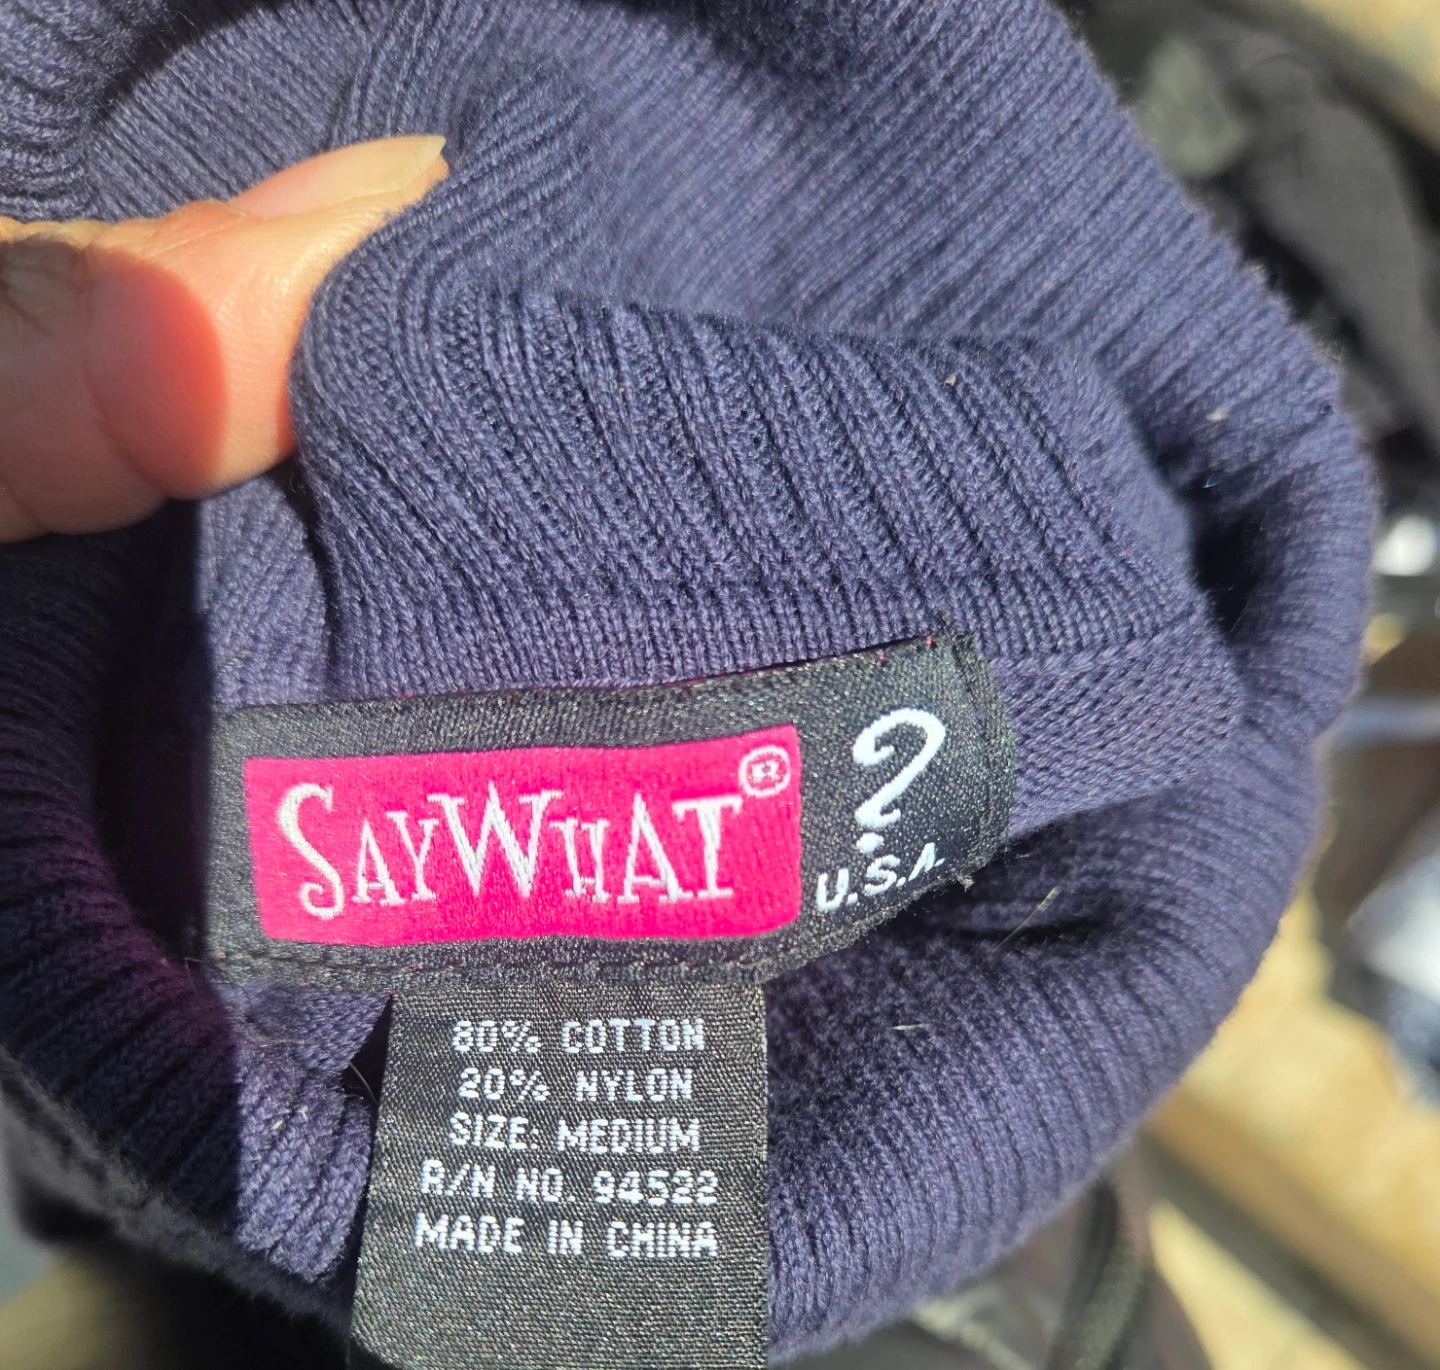 SAYWHAT®
?
U.S.A.
80% COTTON
20% NYLON
SIZE: MEDIUM
R/N NO. 94522
MADE IN CHINA